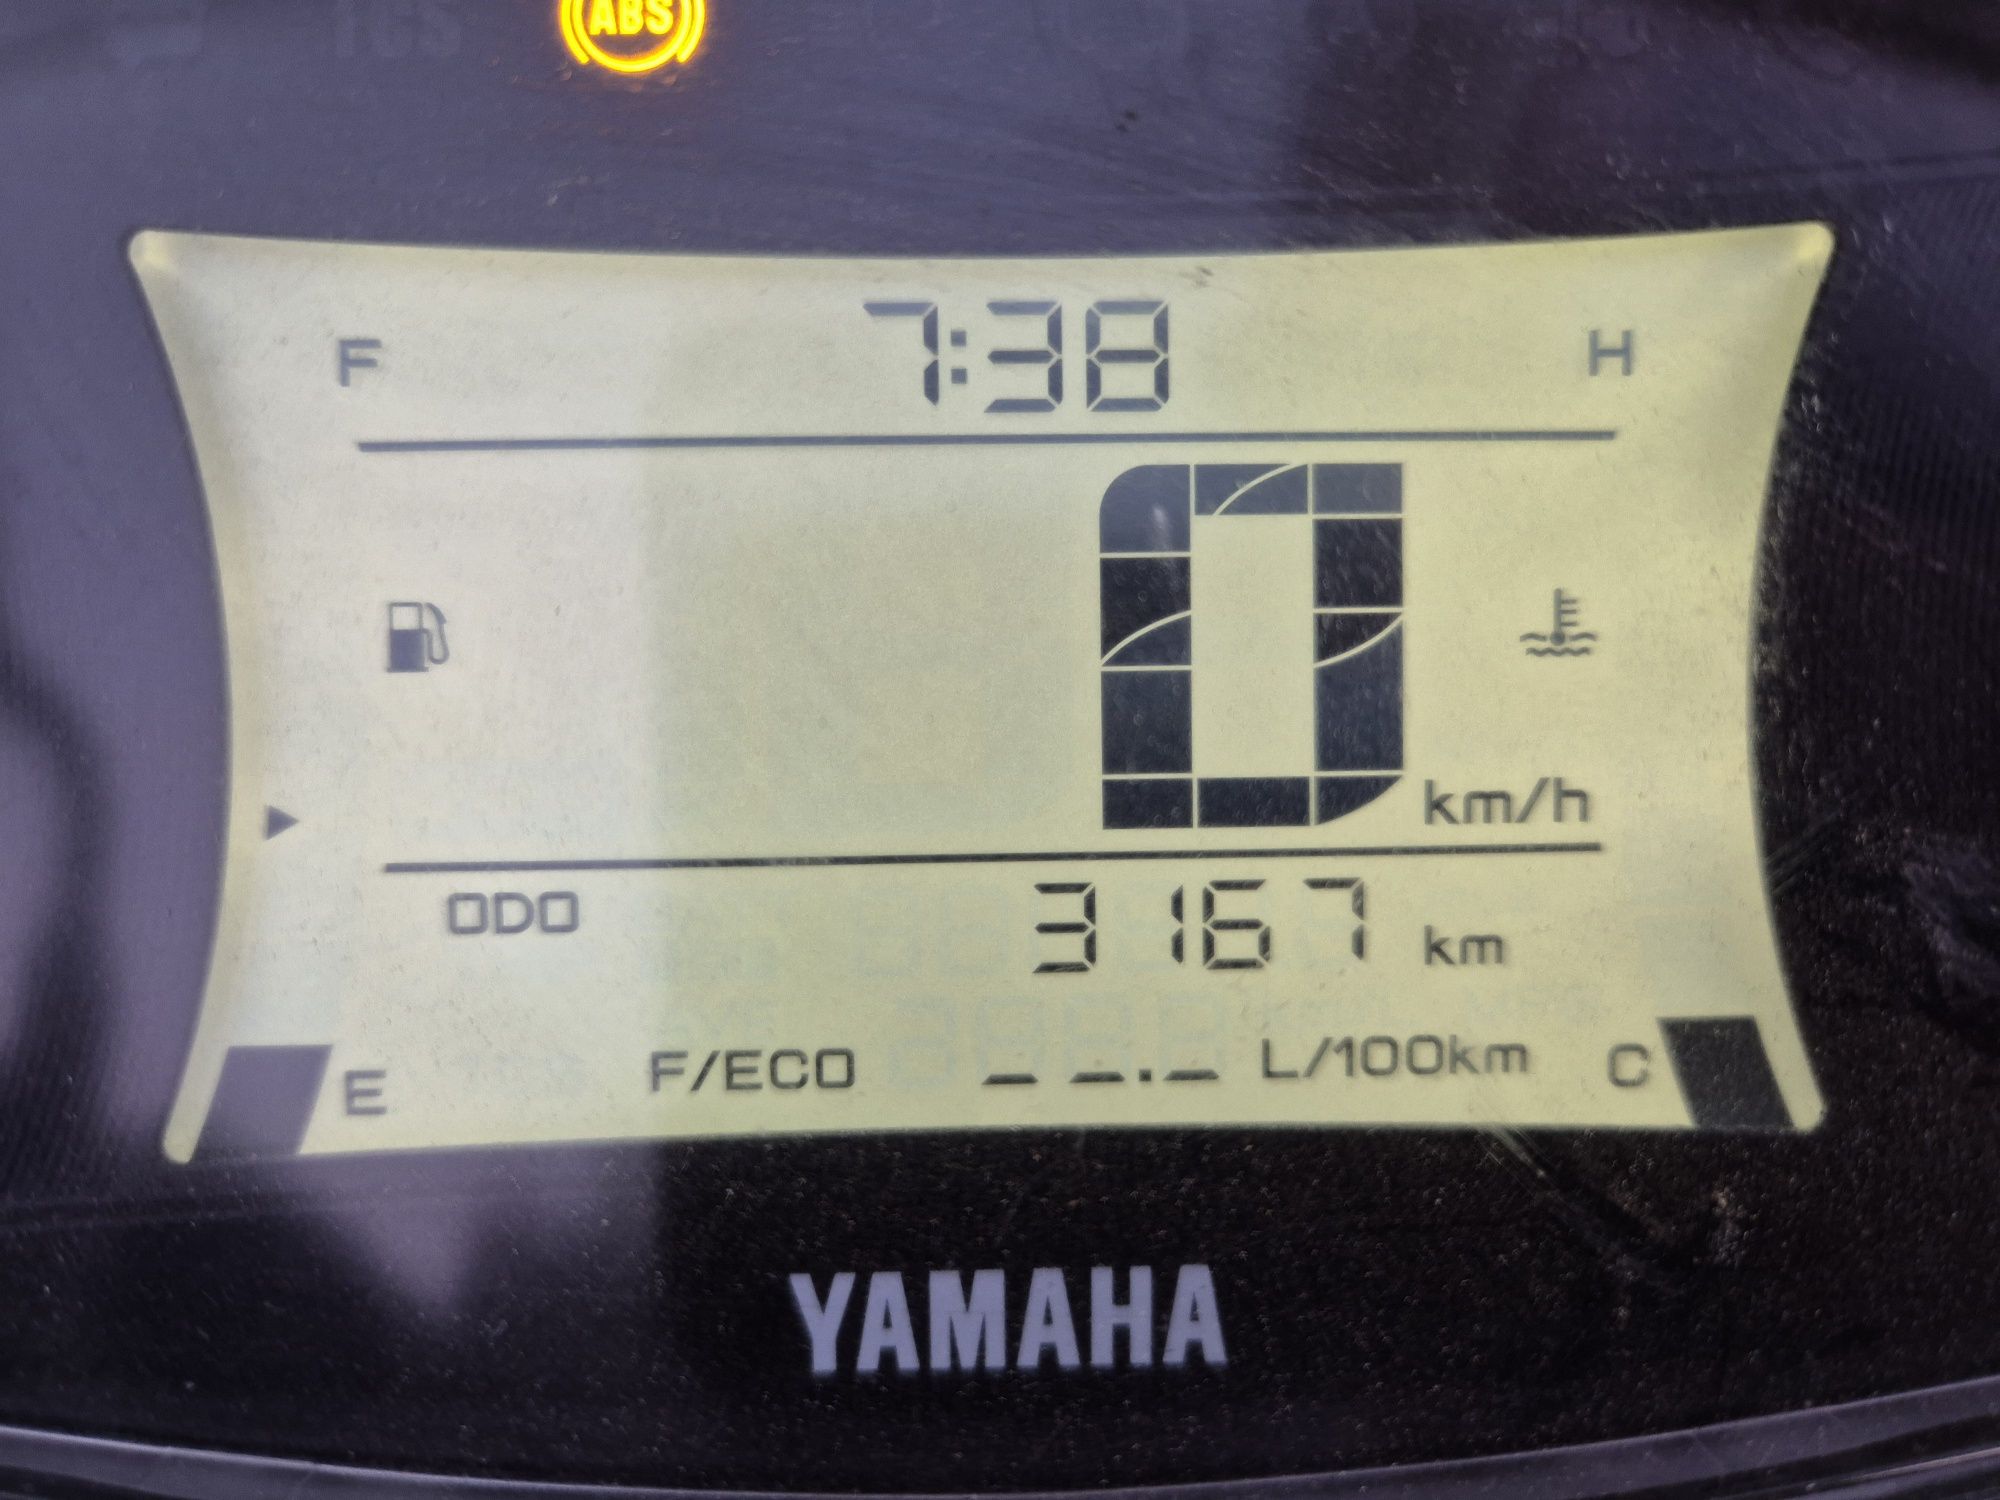 ABS
F 7:38 H
0 km/h
ODO 3167 km
E F/ECO _ _._ L/100km C
YAMAHA